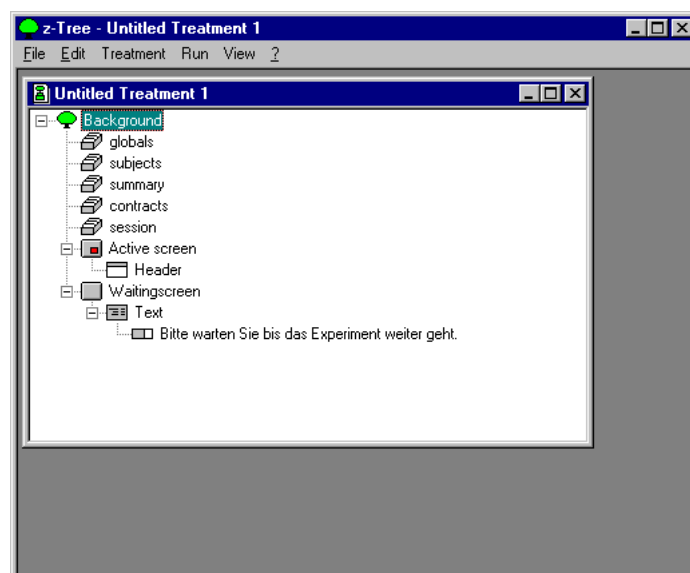 z-Tree - Untitled Treatment 1
File Edit Treatment Run View ?
Untitled Treatment 1
Background
globals
subjects
summary
contracts
session
Active screen
Header
Waitingscreen
Text
Bitte warten Sie bis das Experiment weiter geht.